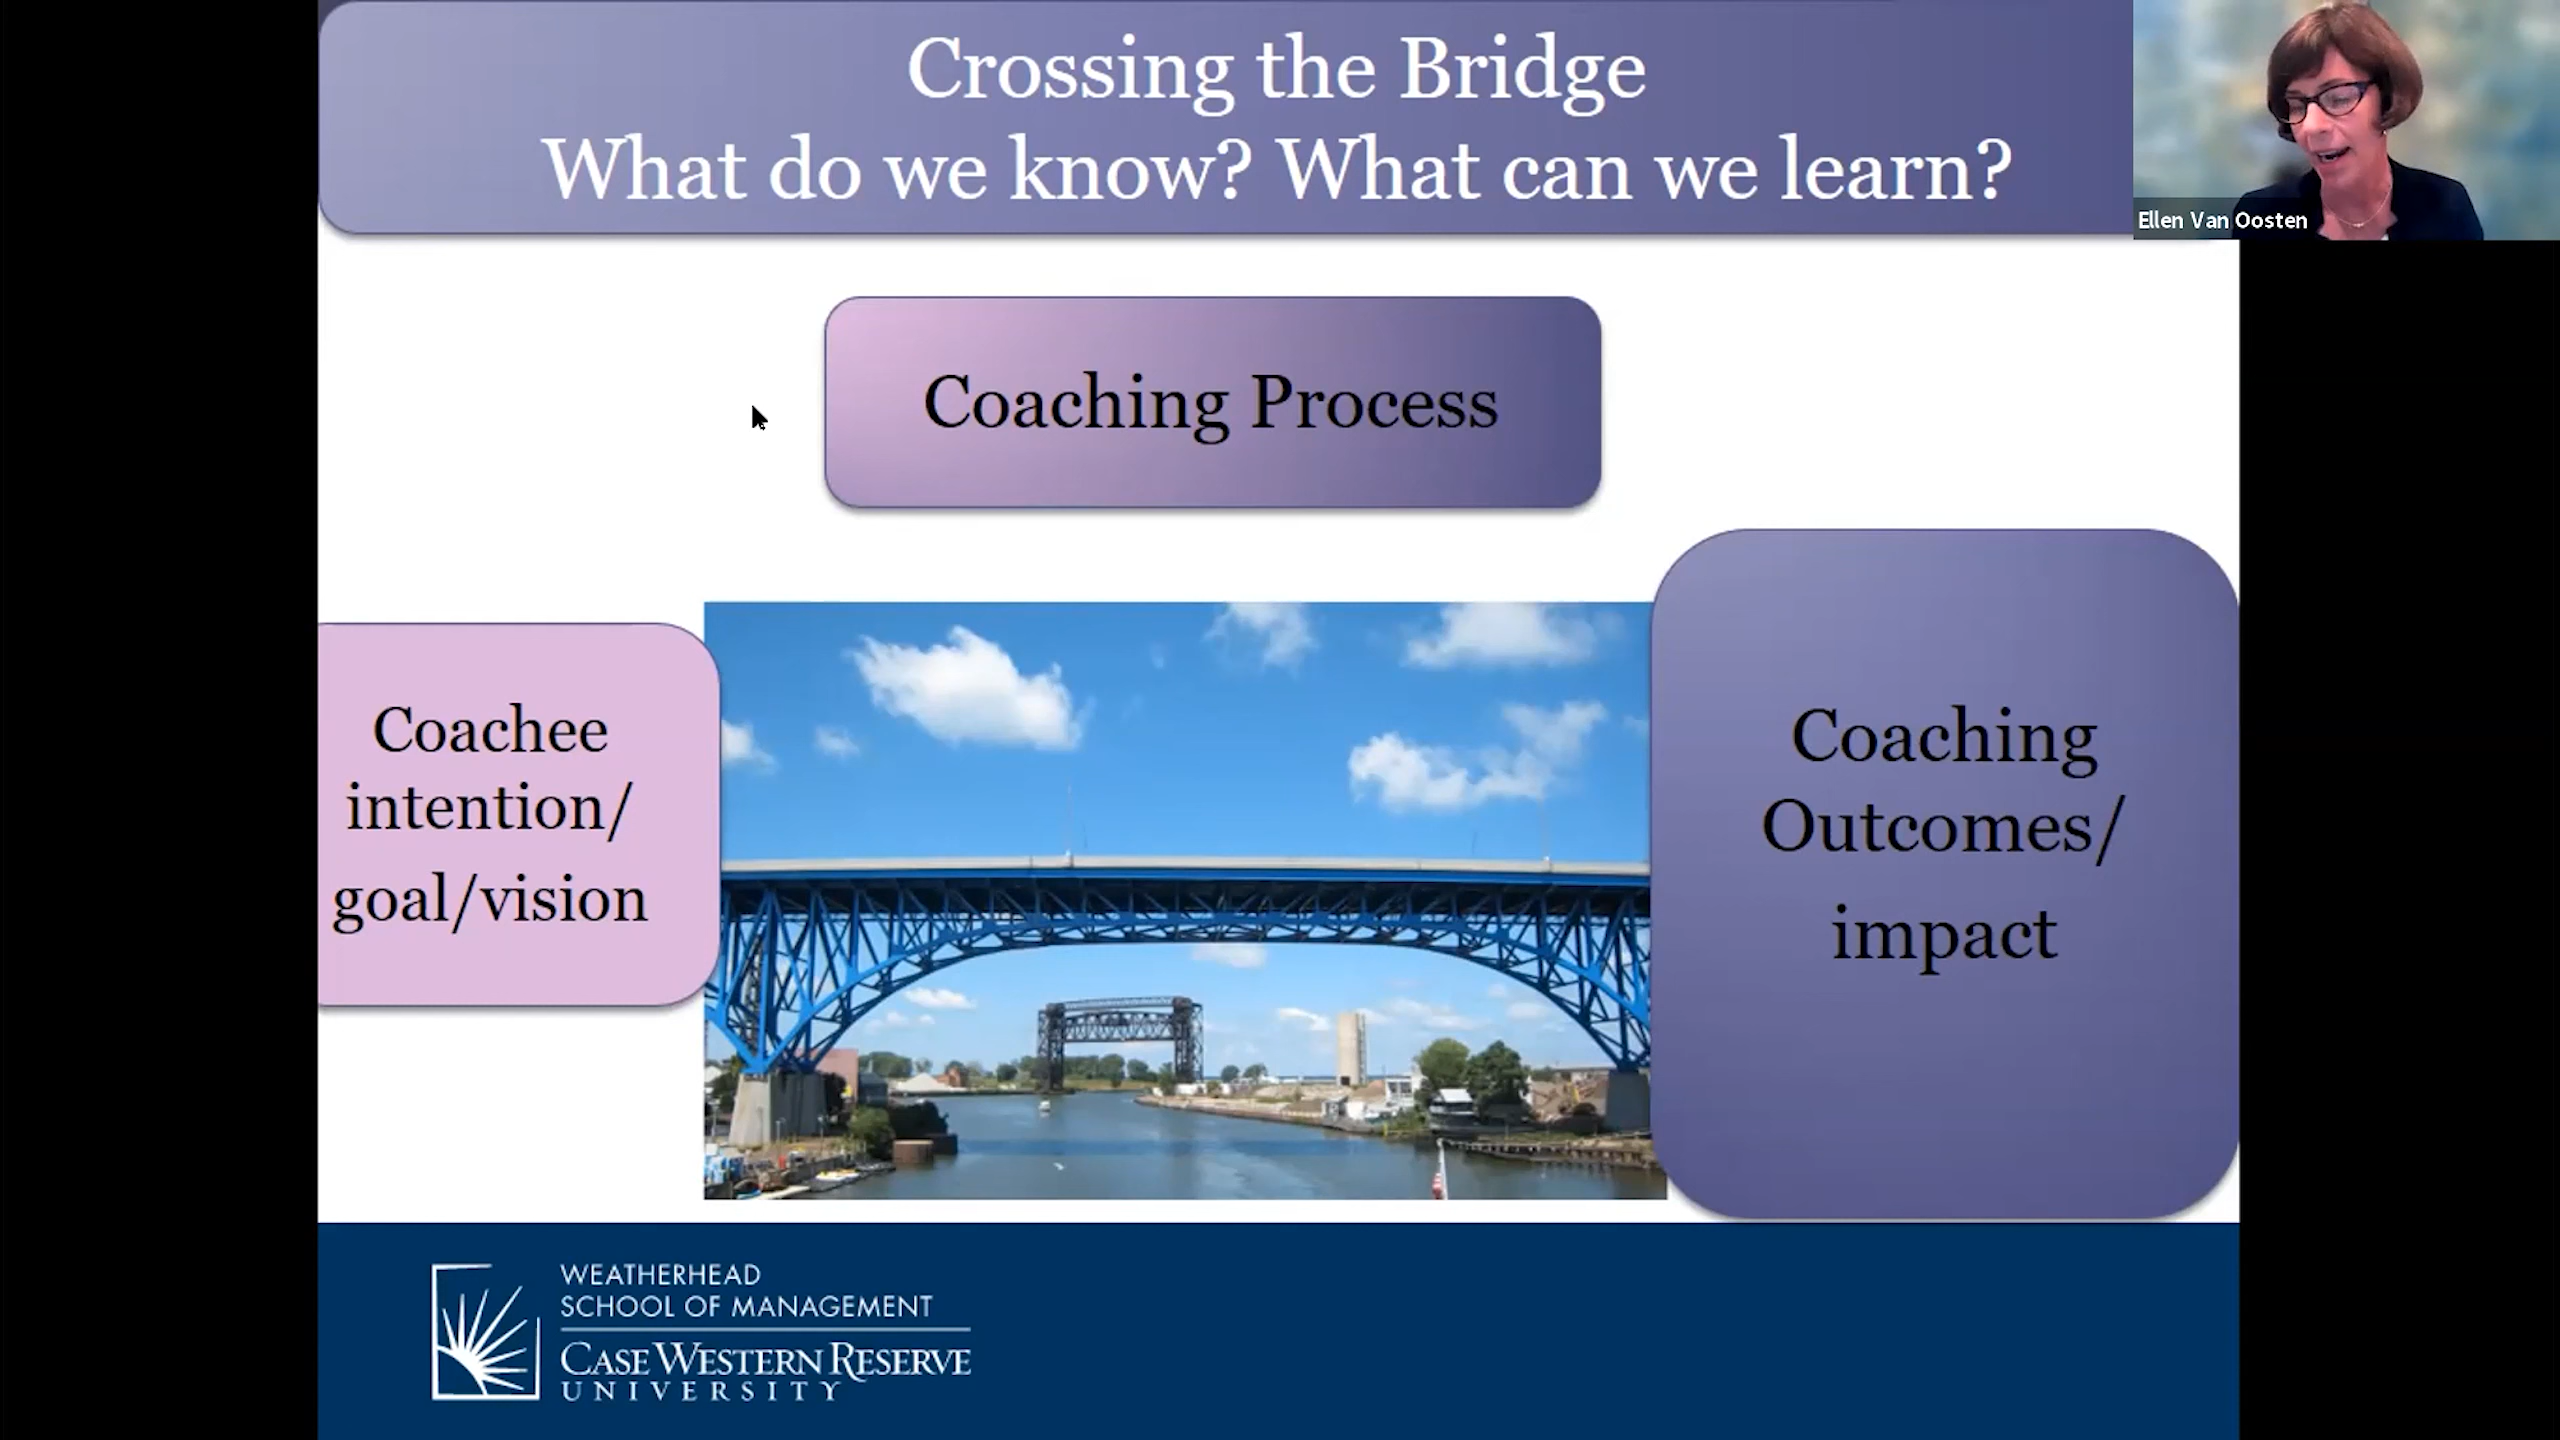 Crossing the Bridge
What do we know? What can we learn?
Ellen Van Oosten
Coaching Process
Coachee
intention/
goal/vision
Coaching
Outcomes/
impact
WEATHERHEAD
SCHOOL OF MANAGEMENT
CASE WESTERN RESERVE
UNIVERSITY